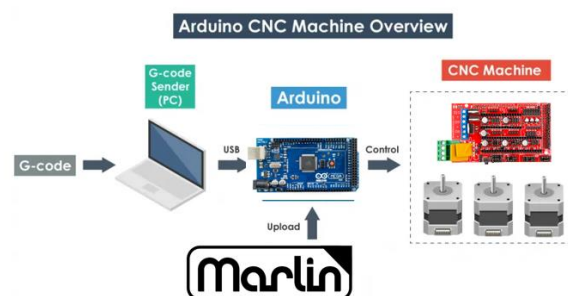 Arduino CNC Machine Overview
G-code
Sender
(PC)
Arduino
CNC Machine
G-code
USB
Control
Upload
Marlin